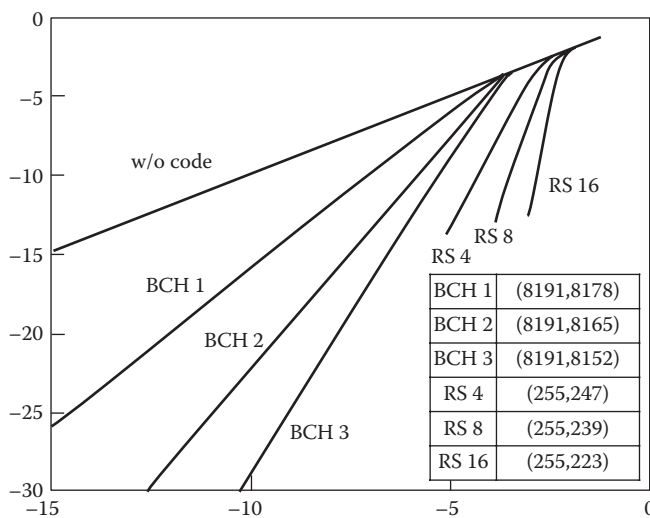 0
−5
−10
−15
−20
−25
−30
−15
−10
−5
0
w/o code
BCH 1
BCH 2
BCH 3
RS 4
RS 8
RS 16
BCH 1 (8191,8178)
BCH 2 (8191,8165)
BCH 3 (8191,8152)
RS 4 (255,247)
RS 8 (255,239)
RS 16 (255,223)